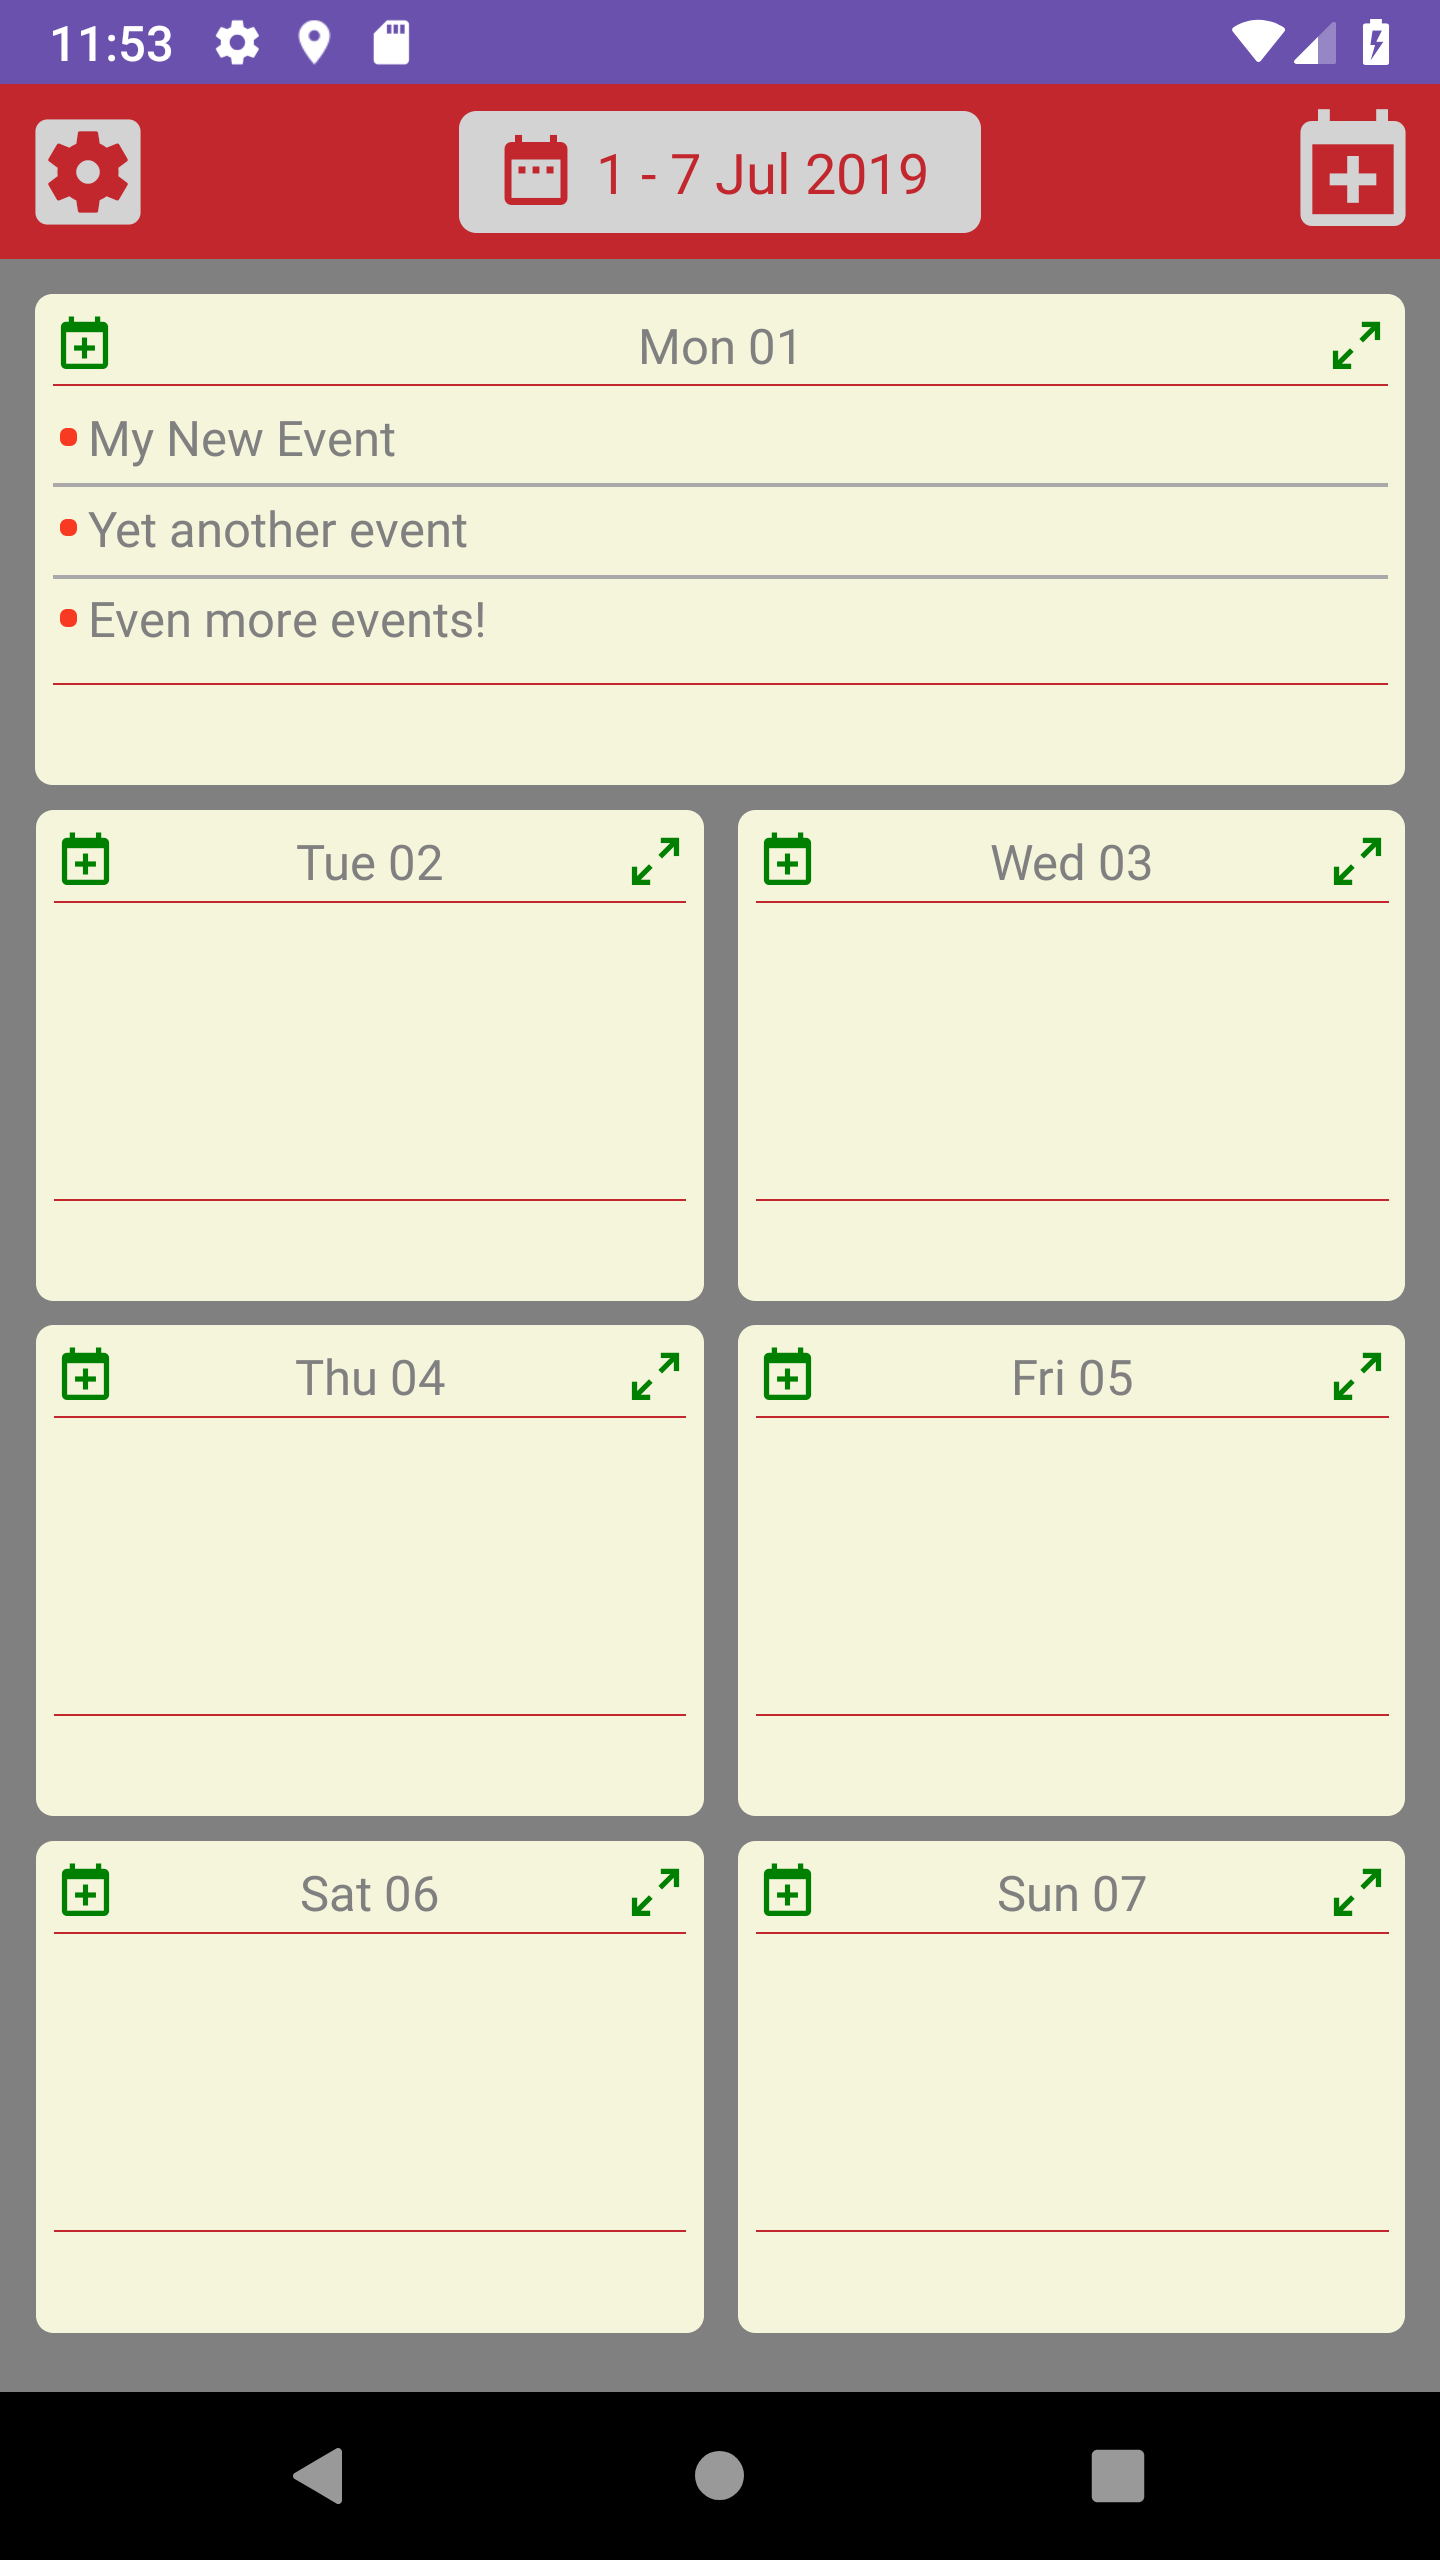 11:53
1 - 7 Jul 2019
Mon 01
My New Event
Yet another event
Even more events!
Tue 02
Wed 03
Thu 04
Fri 05
Sat 06
Sun 07